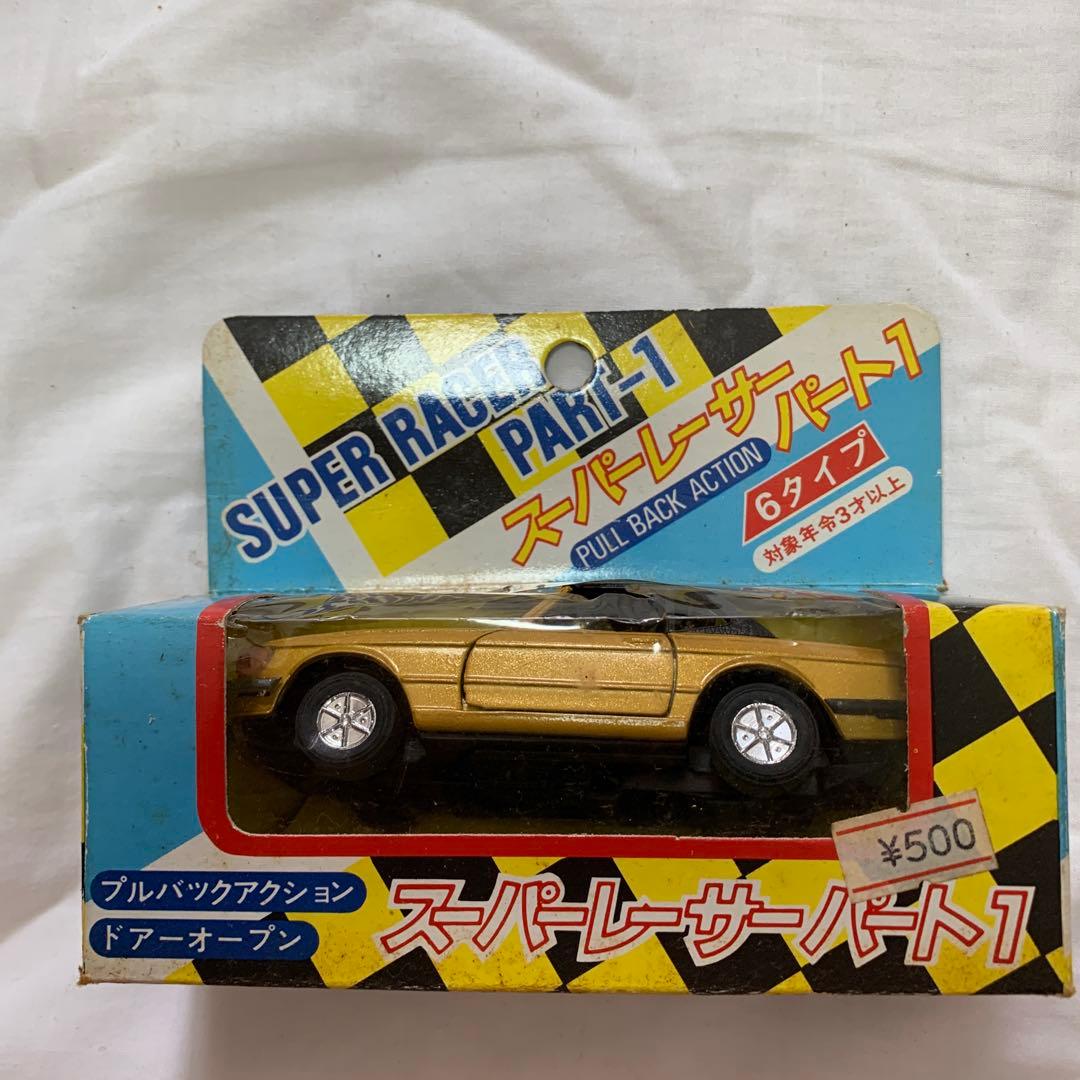 SUPER RACER
PART-1
スーパーレーサー
パート1
PULL BACK ACTION
6タイプ
対象年令3才以上
¥500
プルバックアクション
ドアーオープン
スーパーレーサーパート1